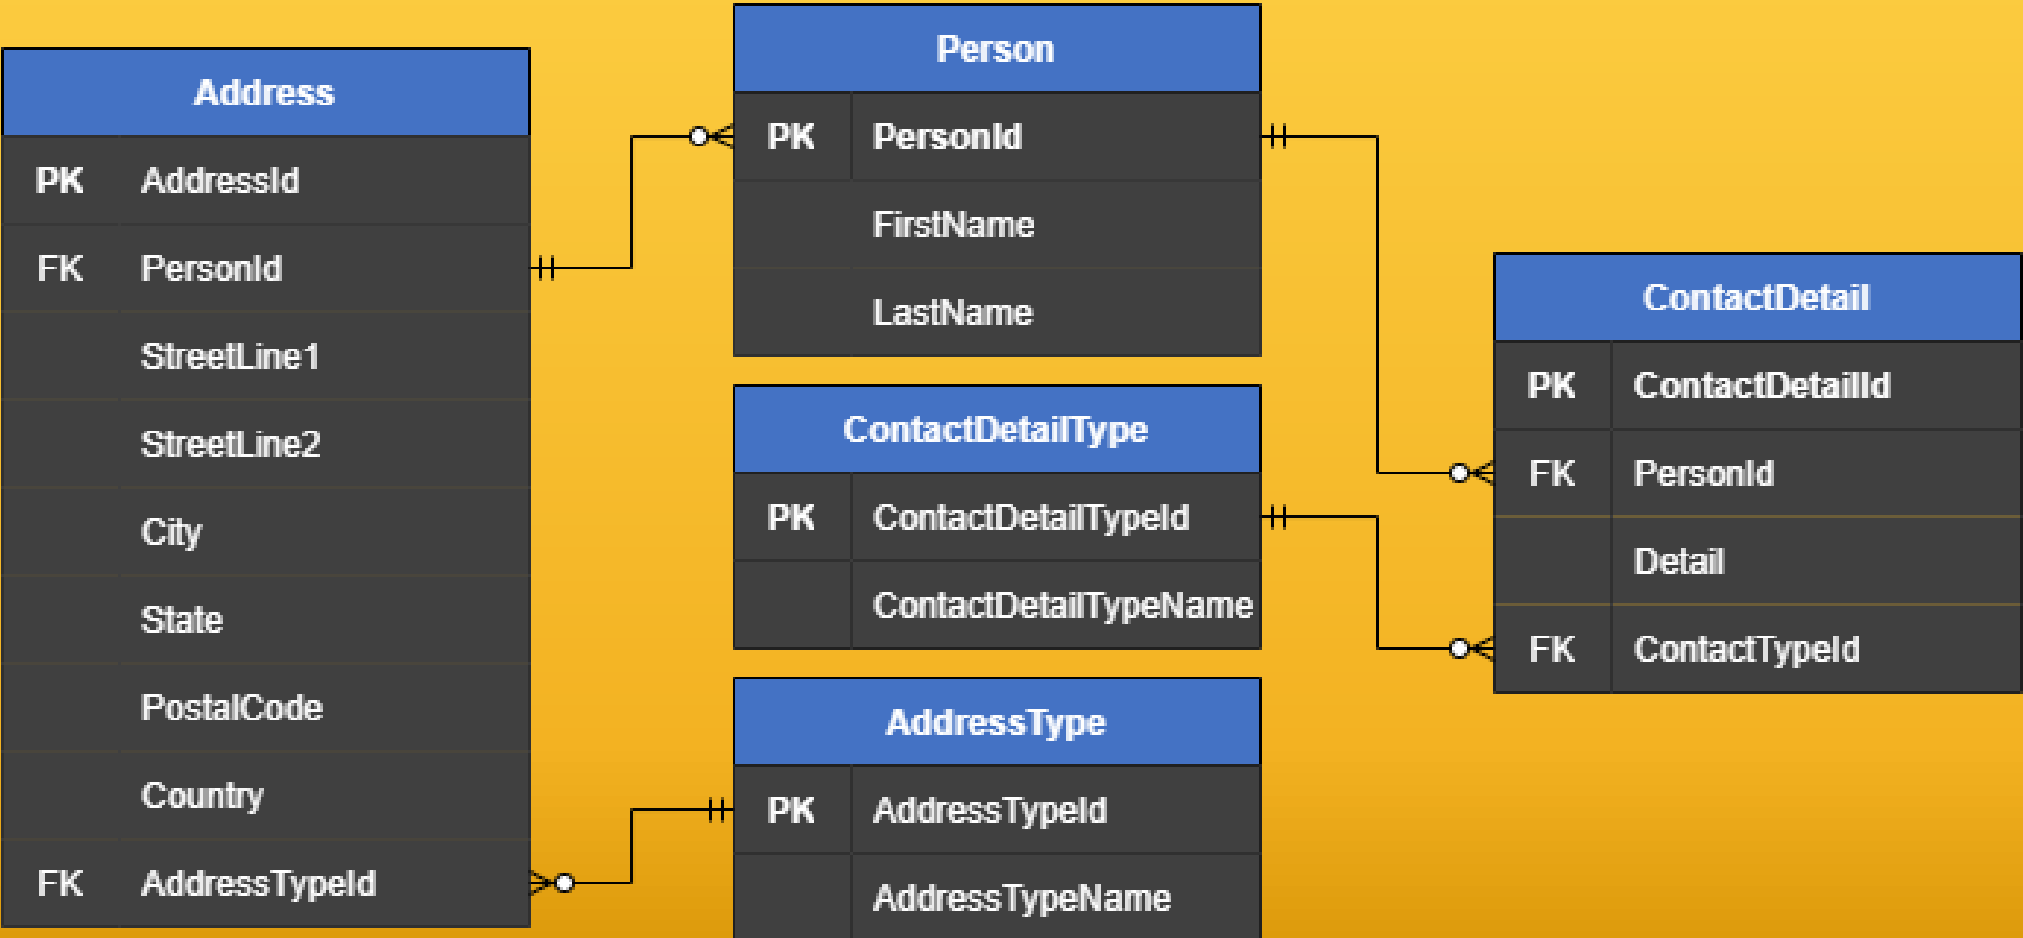 Address
PK AddressId
FK PersonId
StreetLine1
StreetLine2
City
State
PostalCode
Country
FK AddressTypeId
Person
PK PersonId
FirstName
LastName
ContactDetailType
PK ContactDetailTypeId
ContactDetailTypeName
AddressType
PK AddressTypeId
AddressTypeName
ContactDetail
PK ContactDetailId
FK PersonId
Detail
FK ContactTypeId